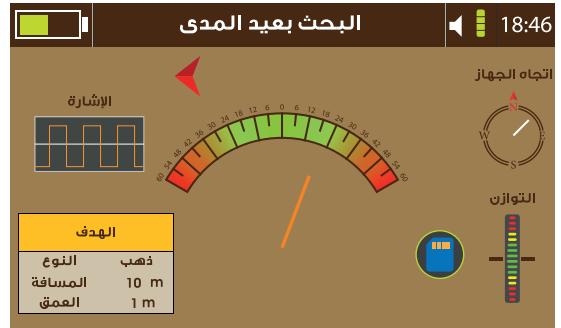 البحث بعيد المدى
18:46
اتجاه الجهاز
N
W E
S
الإشارة
60 54 48 42 36 30 24 18 12 6 0 6 12 18 24 30 36 42 48 54 60
التوازن
الهدف
النوع ذهب
المسافة 10 m
العمق 1 m